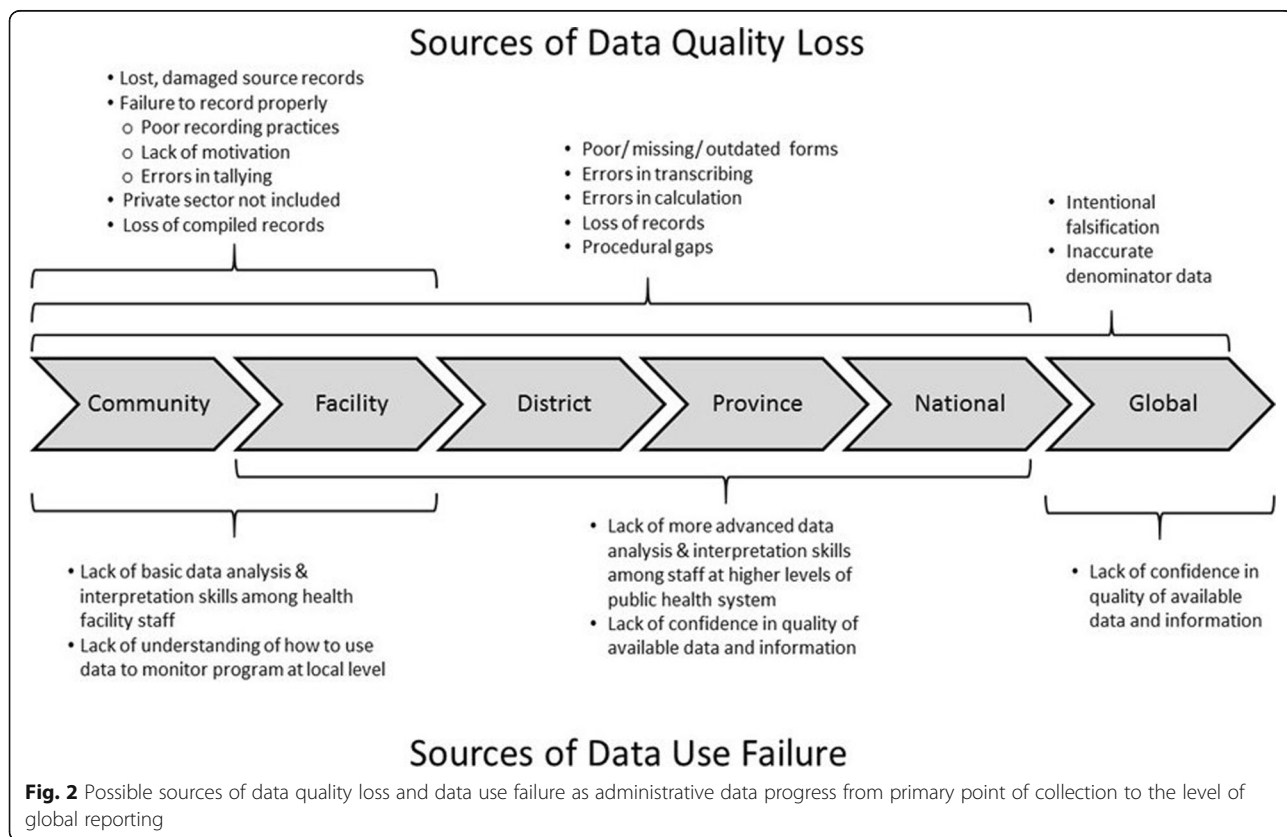 Sources of Data Quality Loss
• Lost, damaged source records
• Failure to record properly
o Poor recording practices
o Lack of motivation
o Errors in tallying
• Private sector not included
• Loss of compiled records
• Poor/ missing/ outdated forms
• Errors in transcribing
• Errors in calculation
• Loss of records
• Procedural gaps
• Intentional
falsification
• Inaccurate
denominator data
Community
Facility
District
Province
National
Global
• Lack of basic data analysis &
interpretation skills among health
facility staff
• Lack of understanding of how to use
data to monitor program at local level
• Lack of more advanced data
analysis & interpretation skills
among staff at higher levels of
public health system
• Lack of confidence in quality of
available data and information
• Lack of confidence in
quality of available
data and information
Sources of Data Use Failure
Fig. 2 Possible sources of data quality loss and data use failure as administrative data progress from primary point of collection to the level of
global reporting